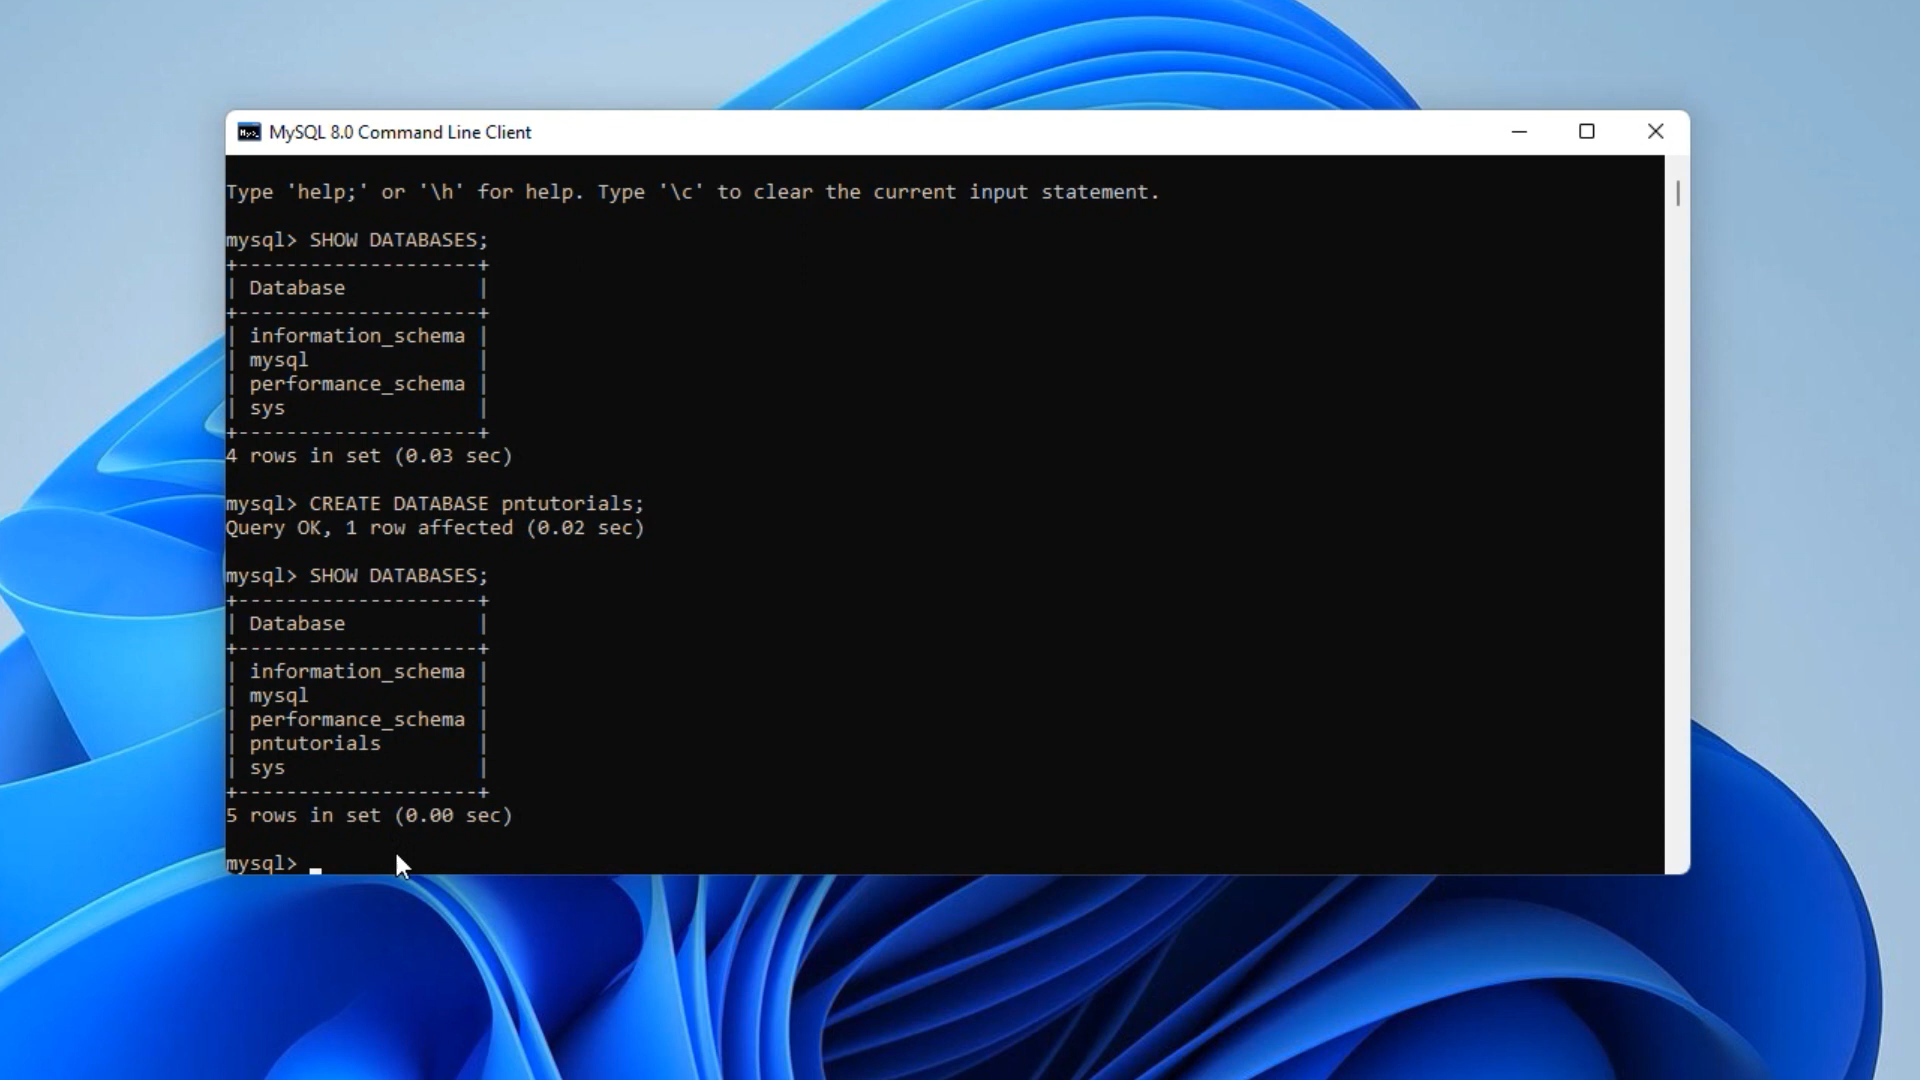 MySQL 8.0 Command Line Client
Type 'help;' or '\h' for help. Type '\c' to clear the current input statement.
mysql> SHOW DATABASES;
+--------------------+
| Database           |
+--------------------+
| information_schema |
| mysql              |
| performance_schema |
| sys                |
+--------------------+
4 rows in set (0.03 sec)
mysql> CREATE DATABASE pntutorials;
Query OK, 1 row affected (0.02 sec)
mysql> SHOW DATABASES;
+--------------------+
| Database           |
+--------------------+
| information_schema |
| mysql              |
| performance_schema |
| pntutorials        |
| sys                |
+--------------------+
5 rows in set (0.00 sec)
mysql>